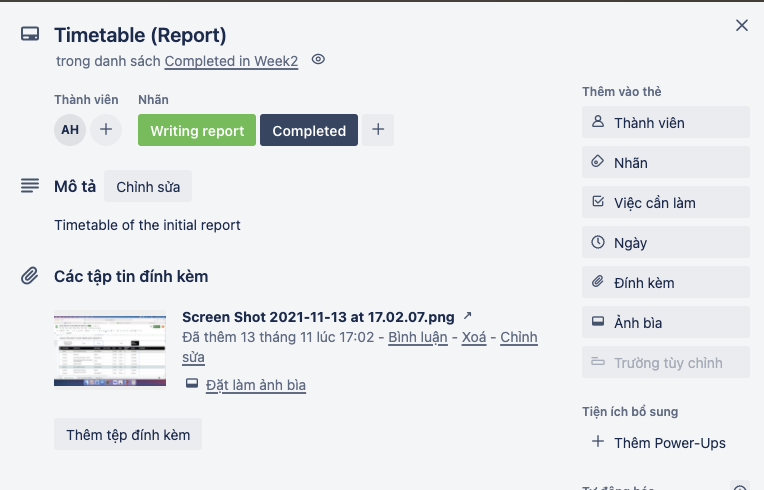 Timetable (Report)
trong danh sách Completed in Week2
Thành viên
Nhãn
AH
Writing report
Completed
Mô tả
Chỉnh sửa
Timetable of the initial report
Các tập tin đính kèm
Screen Shot 2021-11-13 at 17.02.07.png ↗
Đã thêm 13 tháng 11 lúc 17:02 - Bình luận - Xoá - Chỉnh
sửa
Đặt làm ảnh bìa
Thêm tệp đính kèm
Thêm vào thẻ
Thành viên
Nhãn
Việc cần làm
Ngày
Đính kèm
Ảnh bìa
Trường tùy chỉnh
Tiện ích bổ sung
Thêm Power-Ups